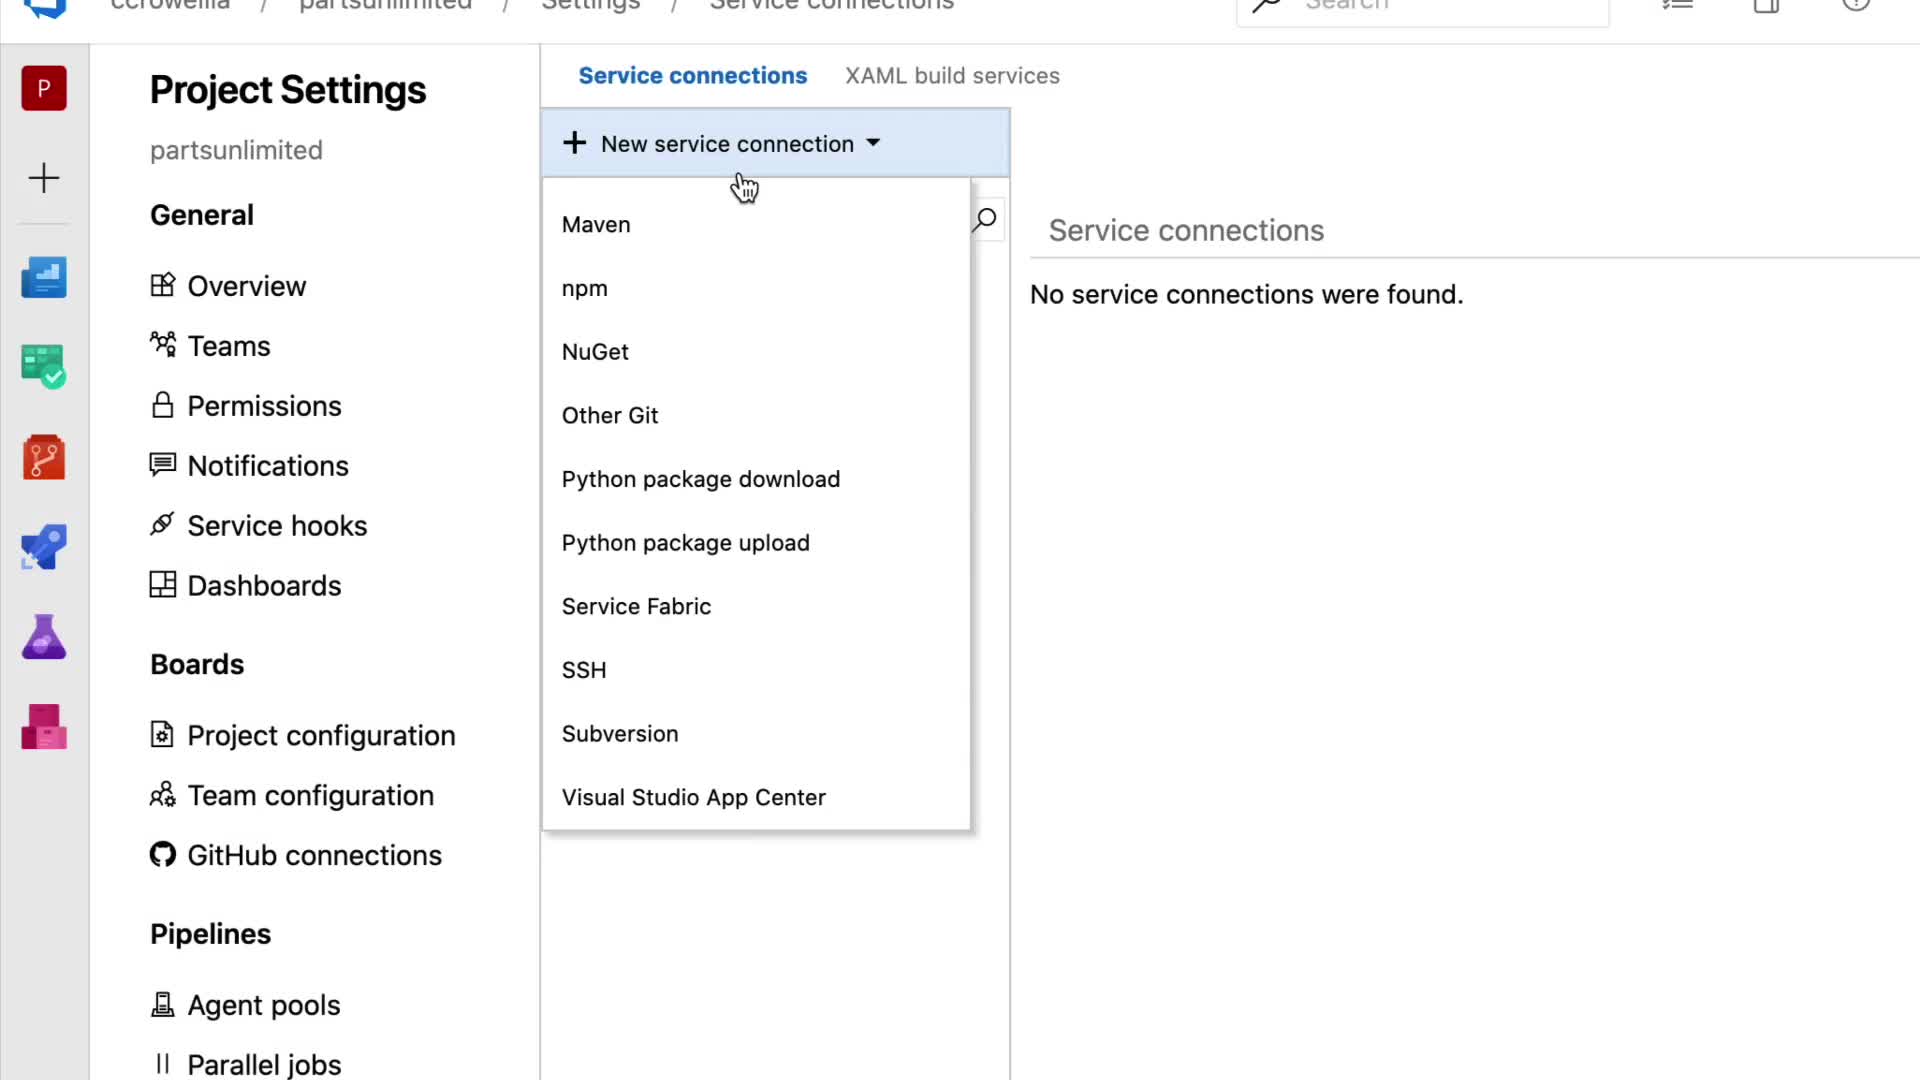 ccrowellla / partsunlimited / Settings / Service connections
Search
P
Project Settings
partsunlimited
General
Overview
Teams
Permissions
Notifications
Service hooks
Dashboards
Boards
Project configuration
Team configuration
GitHub connections
Pipelines
Agent pools
Parallel jobs
Service connections
XAML build services
New service connection
Maven
npm
NuGet
Other Git
Python package download
Python package upload
Service Fabric
SSH
Subversion
Visual Studio App Center
Service connections
No service connections were found.